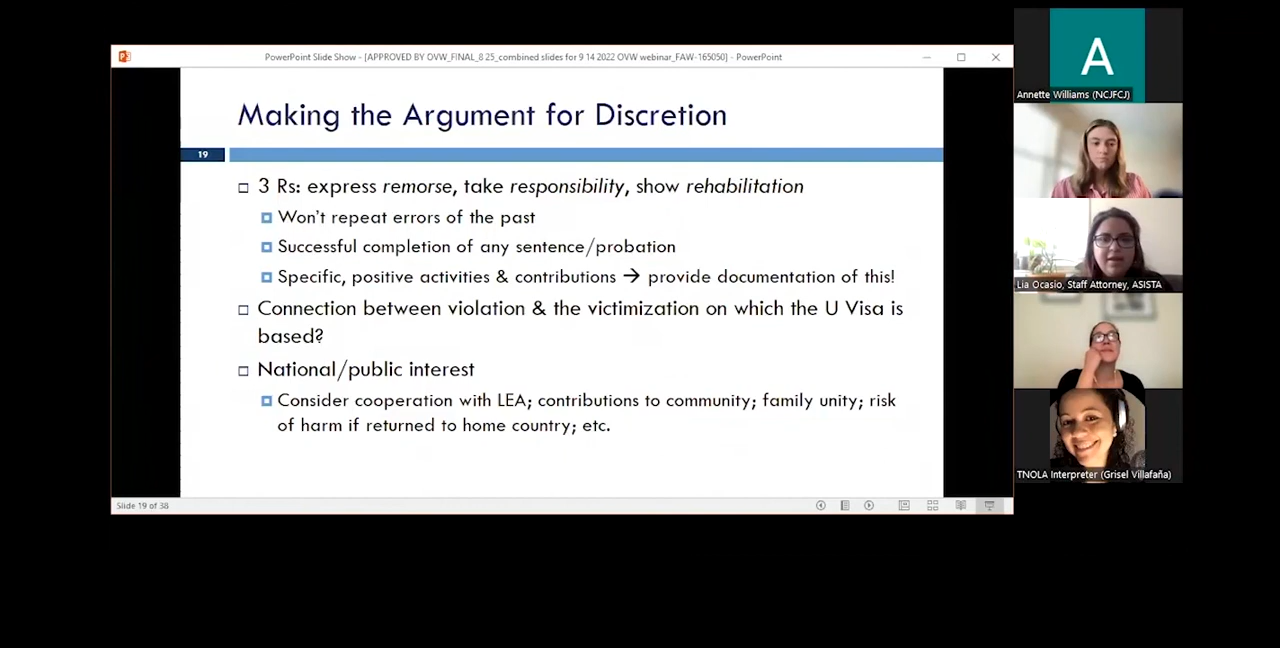 PowerPoint Slide Show - [APPROVED BY OVW_FINAL_8 25_combined slides for 9 14 2022 OVW webinar_FAW-165050] - PowerPoint
Making the Argument for Discretion
19
3 Rs: express remorse, take responsibility, show rehabilitation
Won't repeat errors of the past
Successful completion of any sentence/probation
Specific, positive activities & contributions → provide documentation of this!
Connection between violation & the victimization on which the U Visa is
based?
National/public interest
Consider cooperation with LEA; contributions to community; family unity; risk
of harm if returned to home country; etc.
Slide 19 of 38
A
Annette Williams (NCJFCJ)
Lia Ocasio, Staff Attorney, ASISTA
TNOLA Interpreter (Grisel Villafaña)